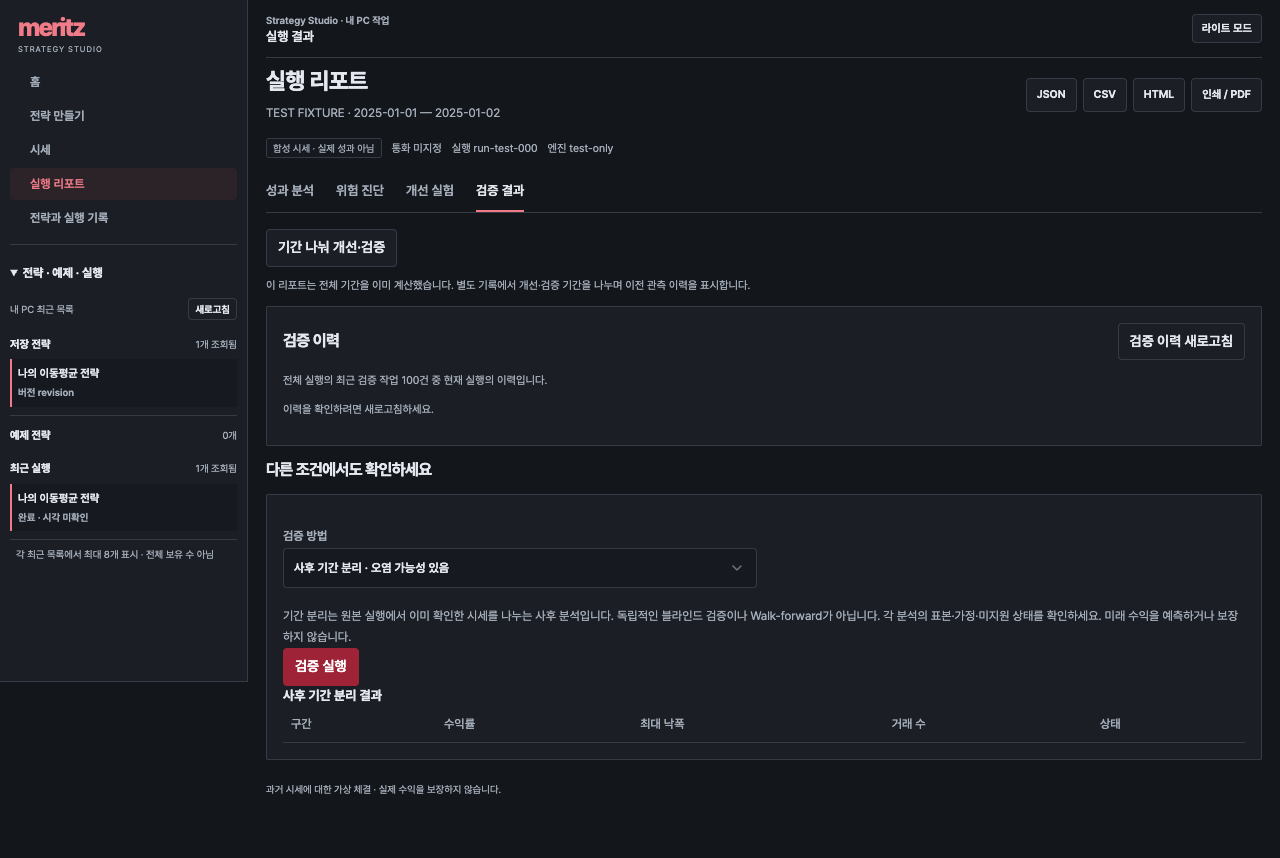 meritz
STRATEGY STUDIO
홈
전략 만들기
시세
실행 리포트
전략과 실행 기록
▼ 전략 · 예제 · 실행
내 PC 최근 목록
새로고침
저장 전략
1개 조회됨
나의 이동평균 전략
버전 revision
예제 전략
0개
최근 실행
1개 조회됨
나의 이동평균 전략
완료 · 시각 미확인
각 최근 목록에서 최대 8개 표시 · 전체 보유 수 아님
Strategy Studio · 내 PC 작업
실행 결과
라이트 모드
실행 리포트
TEST FIXTURE · 2025-01-01 — 2025-01-02
JSON
CSV
HTML
인쇄 / PDF
합성 시세 · 실제 성과 아님
통화 미지정
실행 run-test-000
엔진 test-only
성과 분석
위험 진단
개선 실험
검증 결과
기간 나눠 개선·검증
이 리포트는 전체 기간을 이미 계산했습니다. 별도 기록에서 개선·검증 기간을 나누며 이전 관측 이력을 표시합니다.
검증 이력
검증 이력 새로고침
전체 실행의 최근 검증 작업 100건 중 현재 실행의 이력입니다.
이력을 확인하려면 새로고침하세요.
다른 조건에서도 확인하세요
검증 방법
사후 기간 분리 · 오염 가능성 있음
기간 분리는 원본 실행에서 이미 확인한 시세를 나누는 사후 분석입니다. 독립적인 블라인드 검증이나 Walk-forward가 아닙니다. 각 분석의 표본·가정·미지원 상태를 확인하세요. 미래 수익을 예측하거나 보장
하지 않습니다.
검증 실행
사후 기간 분리 결과
구간
수익률
최대 낙폭
거래 수
상태
과거 시세에 대한 가상 체결 · 실제 수익을 보장하지 않습니다.